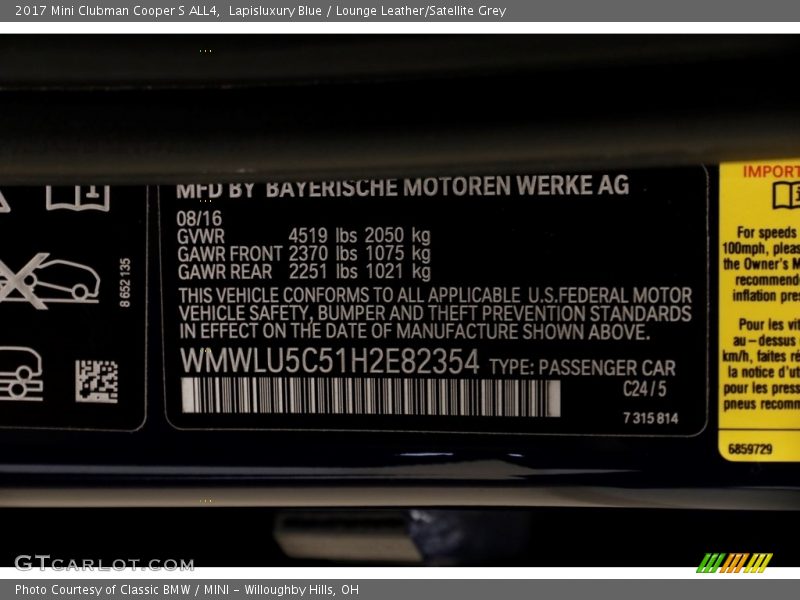 2017 Mini Clubman Cooper S ALL4,  Lapisluxury Blue / Lounge Leather/Satellite Grey
MFD BY BAYERISCHE MOTOREN WERKE AG
08/16
GVWR 4519 lbs 2050 kg
GAWR FRONT 2370 lbs 1075 kg
GAWR REAR 2251 lbs 1021 kg
THIS VEHICLE CONFORMS TO ALL APPLICABLE U.S.FEDERAL MOTOR
VEHICLE SAFETY, BUMPER AND THEFT PREVENTION STANDARDS
IN EFFECT ON THE DATE OF MANUFACTURE SHOWN ABOVE.
WMWLU5C51H2E82354 TYPE: PASSENGER CAR
C24/5
7 315 814
8 652 135
IMPORT
For speeds
100mph, pleas
the Owner's M
recommend
inflation pres
Pour les vit
au-dessus
km/h, faites ré
la notice d'ut
pour les press
pneus recomm
6859729
GTCARLOT.COM
Photo Courtesy of Classic BMW / MINI - Willoughby Hills, OH